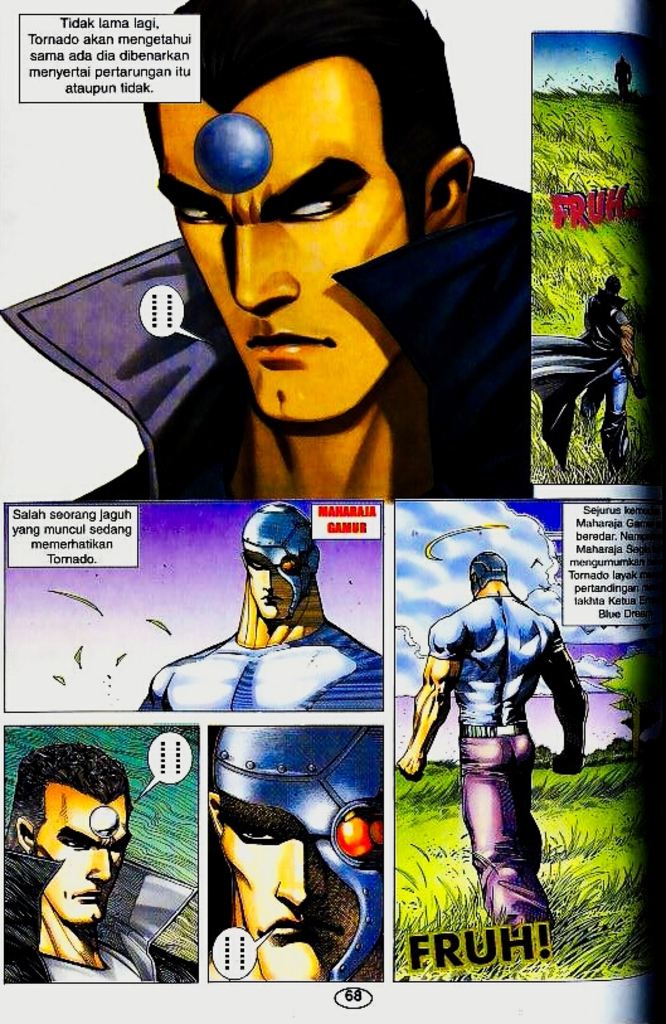 Tidak lama lagi,
Tornado akan mengetahui
sama ada dia dibenarkan
menyertai pertarungan itu
ataupun tidak.
FRUH...
Salah seorang jaguh
yang muncul sedang
memerhatikan
Tornado.
MAHARAJA
GAMUR
Sejurus
Maharaja
beredar.
Maharaja
mengumumkan
Tornado layak
pertandingan
takhta Ketua
Blue
FRUH!
68